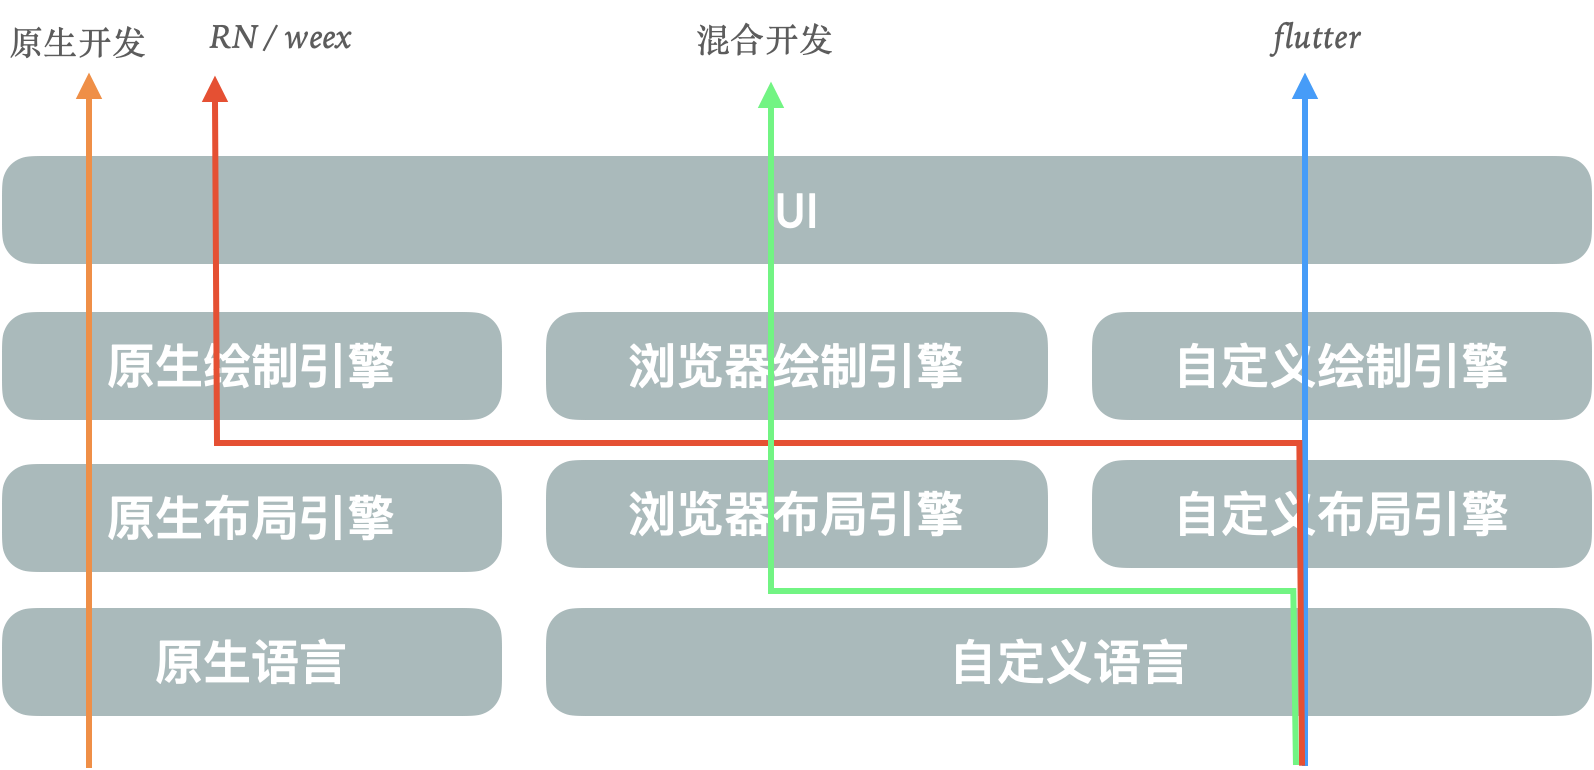 原生开发
RN / weex
混合开发
flutter
UI
原生绘制引擎
浏览器绘制引擎
自定义绘制引擎
原生布局引擎
浏览器布局引擎
自定义布局引擎
原生语言
自定义语言